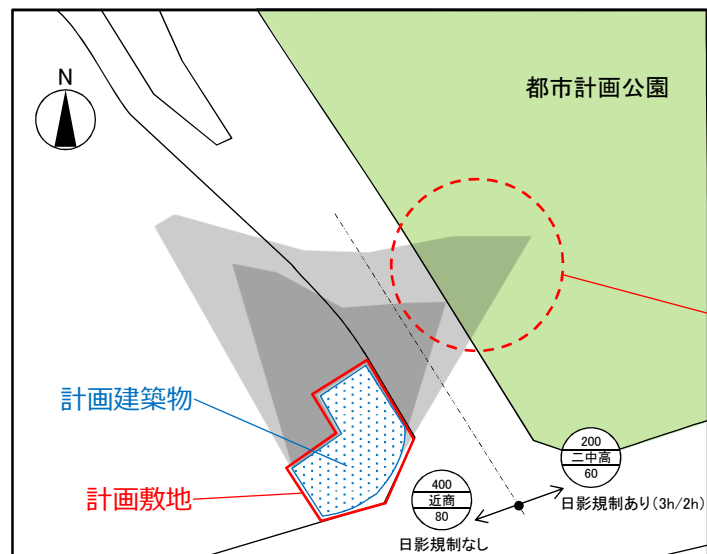 N
都市計画公園
計画建築物
計画敷地
200
二中高
60
日影規制あり(3h/2h)
400
近商
80
日影規制なし